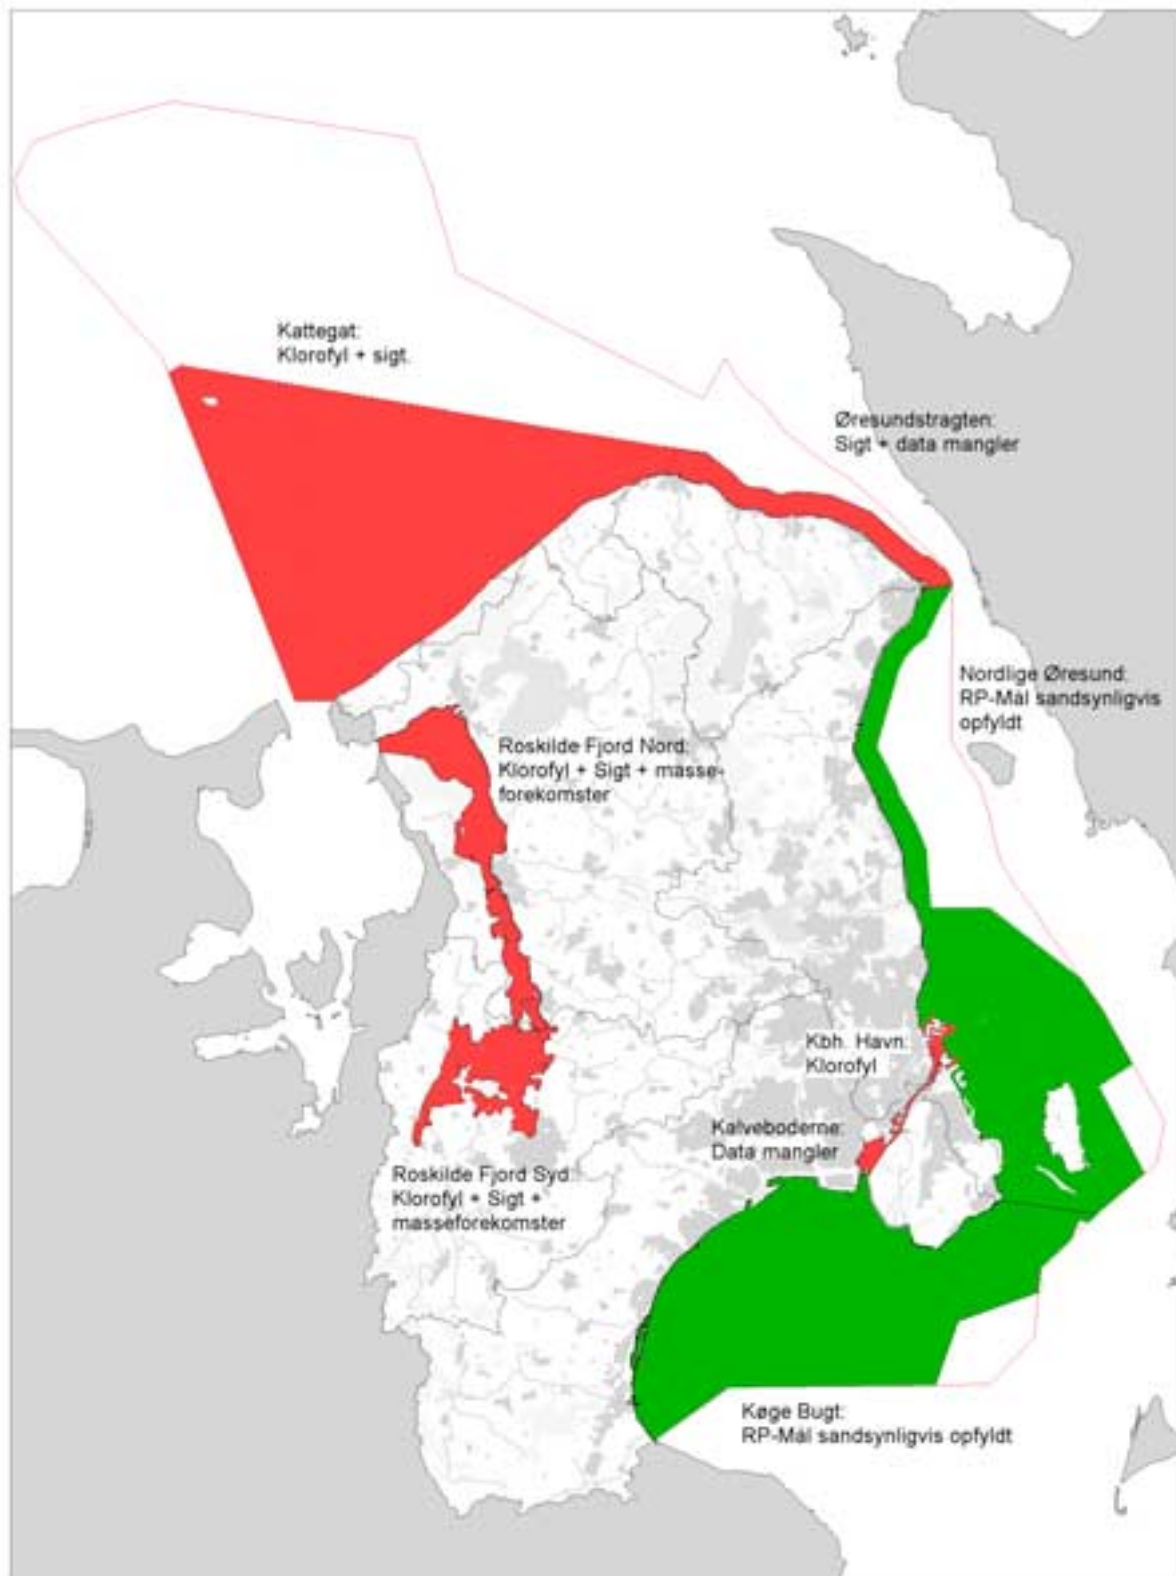 Kattegat:
Klorofyl + sigt.
Øresundstragten:
Sigt + data mangler
Nordlige Øresund:
RP-Mål sandsynligvis
opfyldt
Roskilde Fjord Nord:
Klorofyl + Sigt + masse-
forekomster
Kbh. Havn:
Klorofyl
Kalveboderne:
Data mangler
Roskilde Fjord Syd:
Klorofyl + Sigt +
masseforekomster
Køge Bugt:
RP-Mål sandsynligvis opfyldt